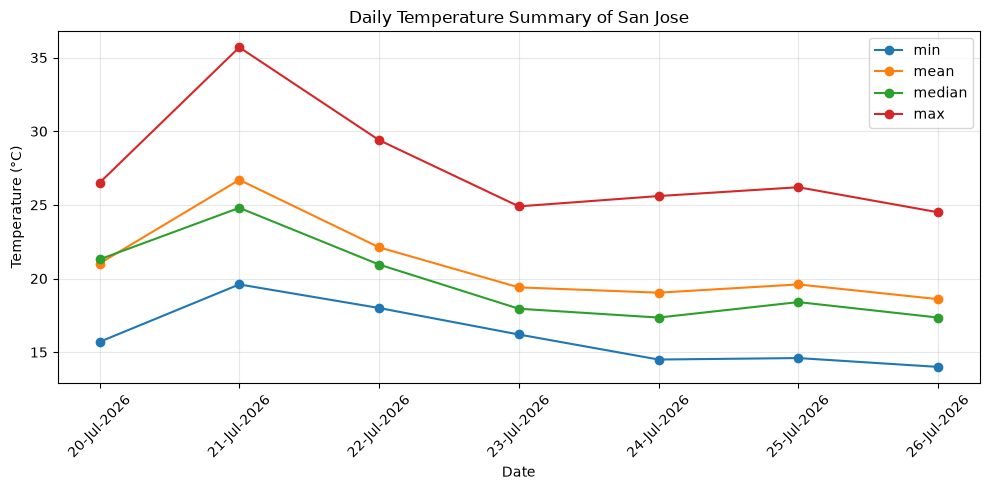 Daily Temperature Summary of San Jose
min
mean
median
max
35
30
25
20
15
Temperature (°C)
20-Jul-2026
21-Jul-2026
22-Jul-2026
23-Jul-2026
24-Jul-2026
25-Jul-2026
26-Jul-2026
Date